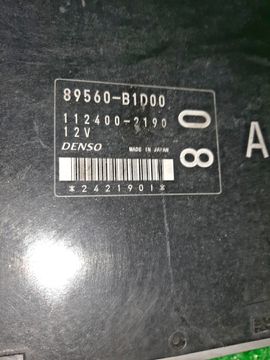 89560-B1D00
112400-2190
12V
DENSO MADE IN JAPAN
*2421901*
80
A